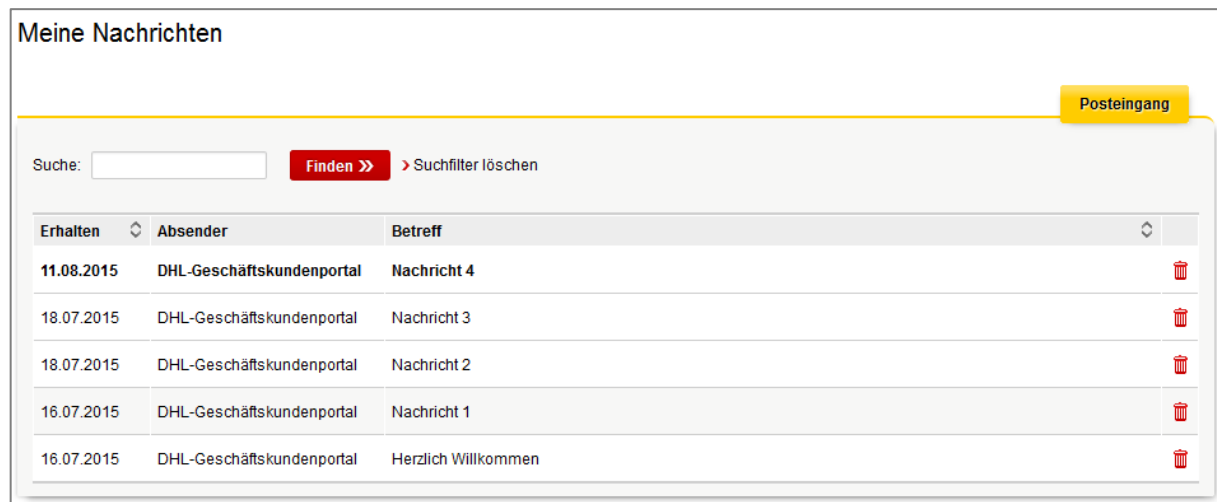 Meine Nachrichten
Posteingang
Suche: Finden >> > Suchfilter löschen
Erhalten Absender Betreff
11.08.2015 DHL-Geschäftskundenportal Nachricht 4
18.07.2015 DHL-Geschäftskundenportal Nachricht 3
18.07.2015 DHL-Geschäftskundenportal Nachricht 2
16.07.2015 DHL-Geschäftskundenportal Nachricht 1
16.07.2015 DHL-Geschäftskundenportal Herzlich Willkommen